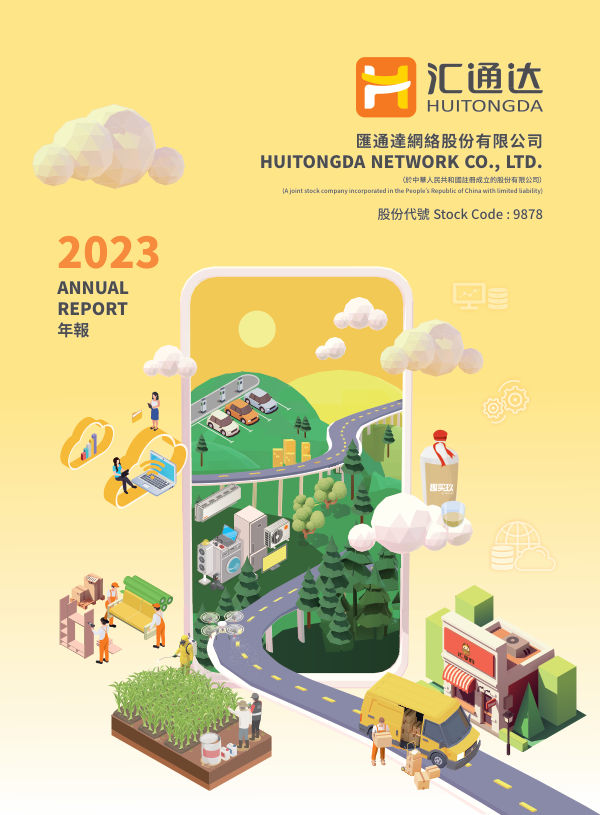 汇通达
HUITONGDA
匯通達網絡股份有限公司
HUITONGDA NETWORK CO., LTD.
（於中華人民共和國註冊成立的股份有限公司）
(A joint stock company incorporated in the People's Republic of China with limited liability)
股份代號 Stock Code : 9878
2023
ANNUAL
REPORT
年報